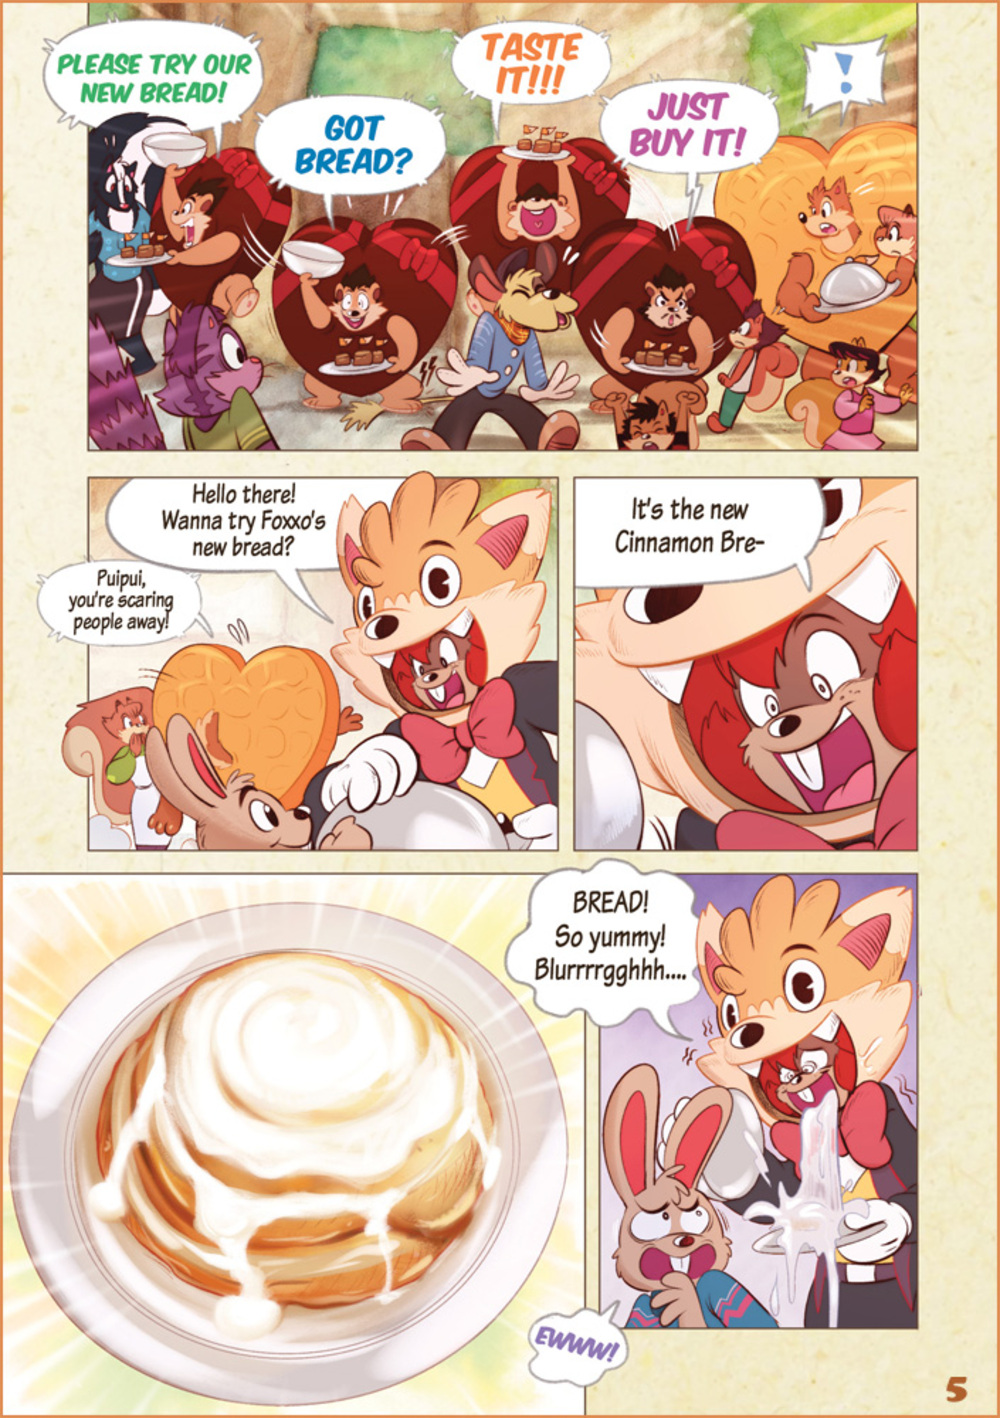 PLEASE TRY OUR
NEW BREAD!
GOT
BREAD?
TASTE
IT!!!
JUST
BUY IT!
!
Hello there!
Wanna try Foxxo's
new bread?
Puipui,
you're scaring
people away!
It's the new
Cinnamon Bre-
BREAD!
So yummy!
Blurrrrgghhh....
EWWW!
5